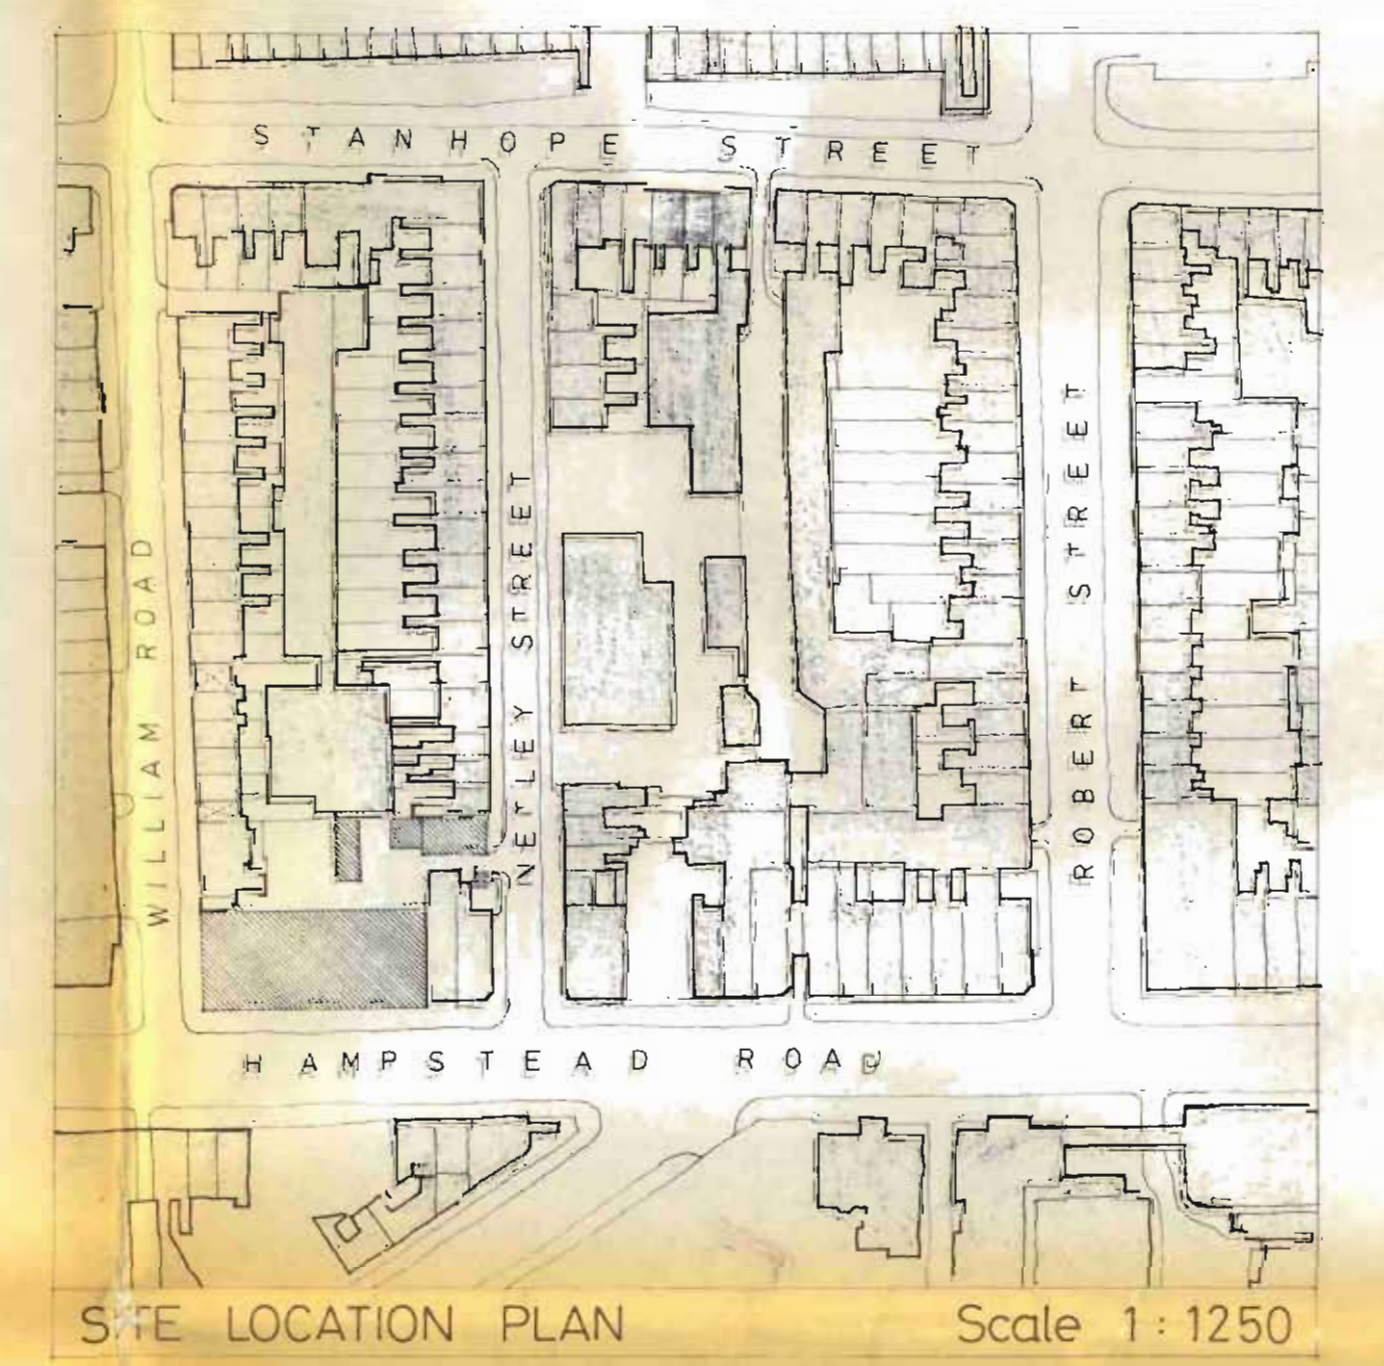 STANHOPE STREET
WILLIAM ROAD
NETLEY STREET
ROBERT STREET
HAMPSTEAD ROAD
SITE LOCATION PLAN
Scale 1:1250